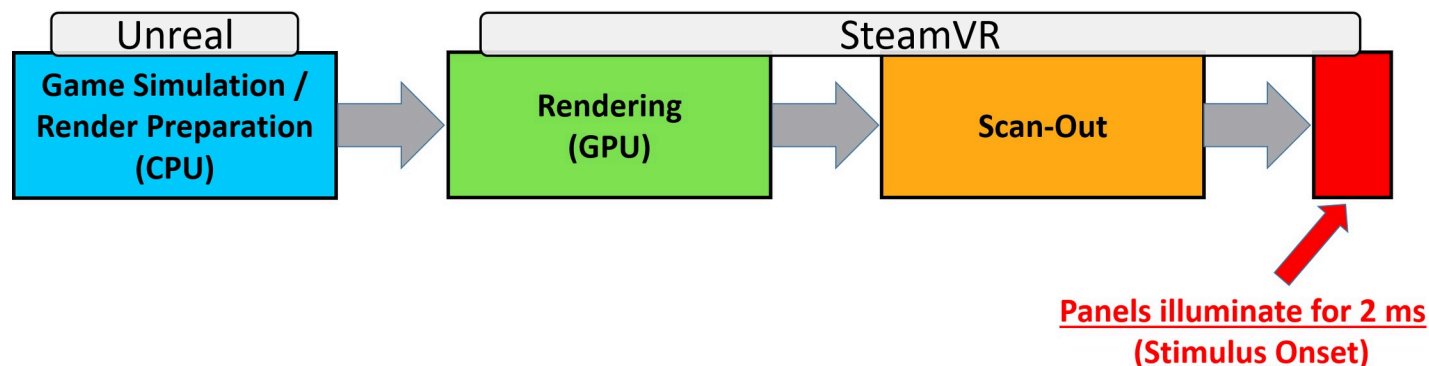 Unreal
SteamVR
Game Simulation /
Render Preparation
(CPU)
Rendering
(GPU)
Scan-Out
Panels illuminate for 2 ms
(Stimulus Onset)